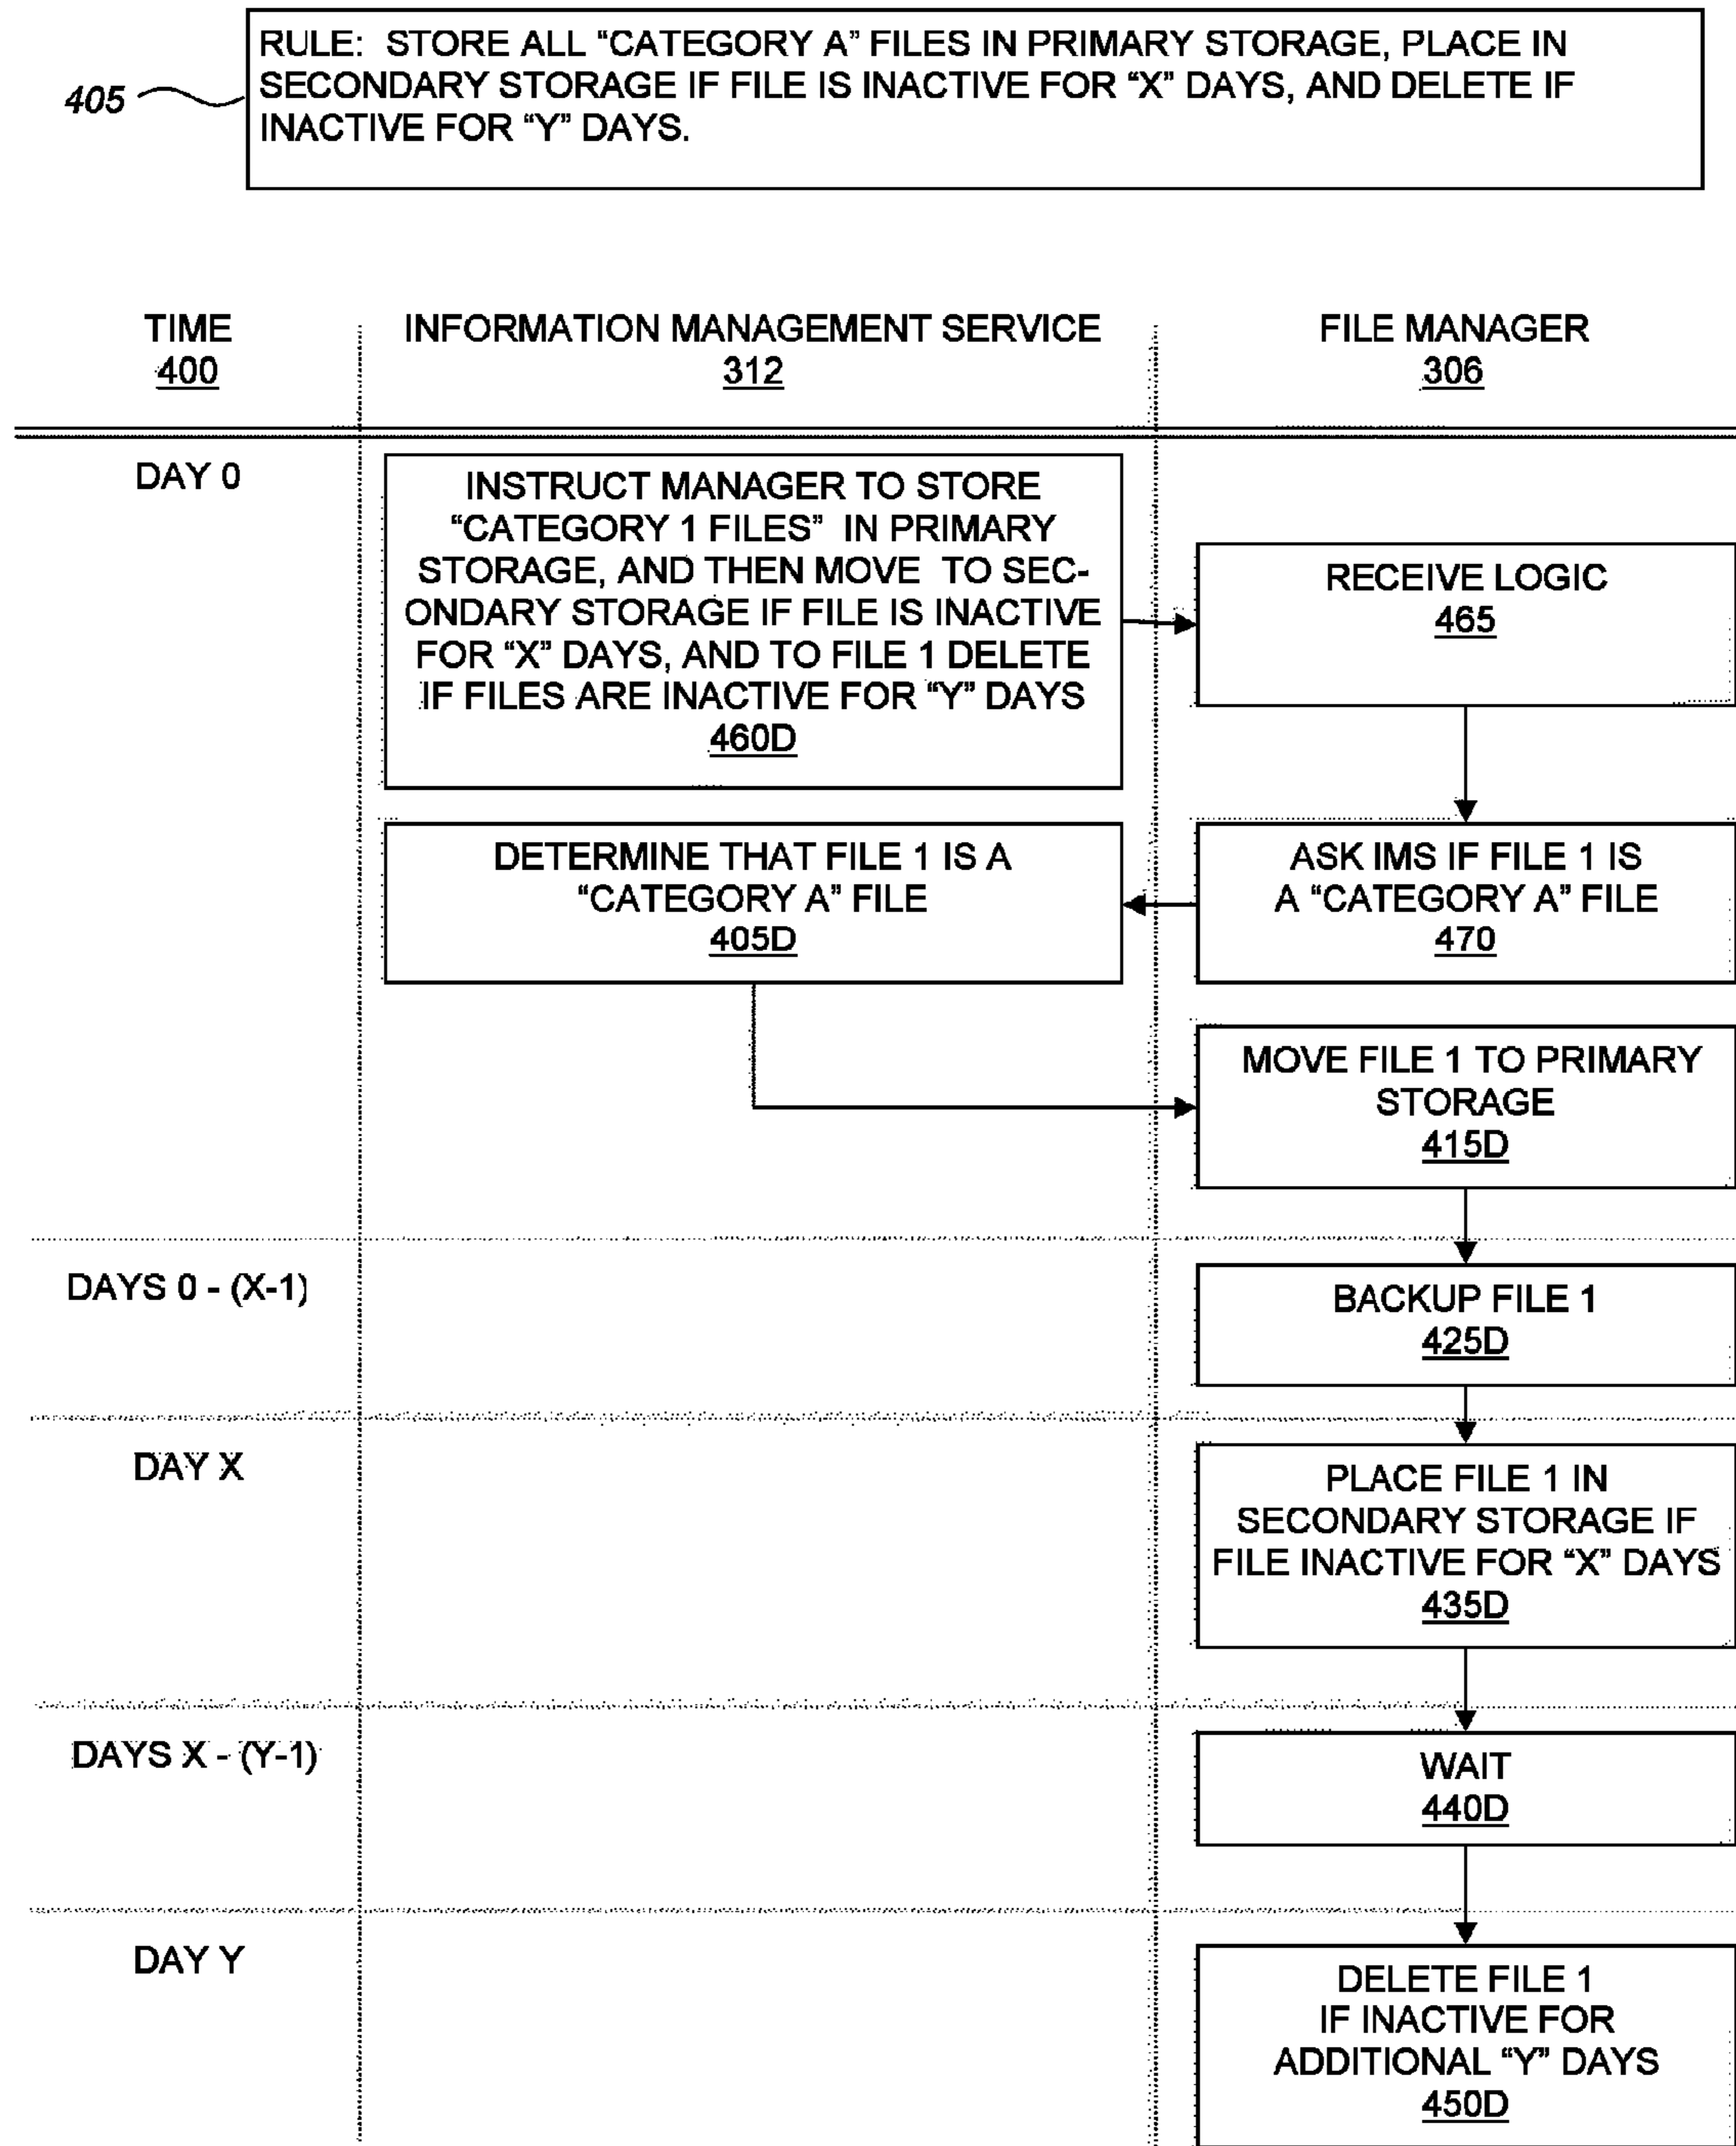 RULE: STORE ALL “CATEGORY A” FILES IN PRIMARY STORAGE, PLACE IN
SECONDARY STORAGE IF FILE IS INACTIVE FOR “X” DAYS, AND DELETE IF
INACTIVE FOR “Y” DAYS.
405
TIME
400
INFORMATION MANAGEMENT SERVICE
312
FILE MANAGER
306
DAY 0
INSTRUCT MANAGER TO STORE
“CATEGORY 1 FILES” IN PRIMARY
STORAGE, AND THEN MOVE TO SEC-
ONDARY STORAGE IF FILE IS INACTIVE
FOR “X” DAYS, AND TO FILE 1 DELETE
IF FILES ARE INACTIVE FOR “Y” DAYS
460D
RECEIVE LOGIC
465
DETERMINE THAT FILE 1 IS A
“CATEGORY A” FILE
405D
ASK IMS IF FILE 1 IS
A “CATEGORY A” FILE
470
MOVE FILE 1 TO PRIMARY
STORAGE
415D
DAYS 0 - (X-1)
BACKUP FILE 1
425D
DAY X
PLACE FILE 1 IN
SECONDARY STORAGE IF
FILE INACTIVE FOR “X” DAYS
435D
DAYS X - (Y-1)
WAIT
440D
DAY Y
DELETE FILE 1
IF INACTIVE FOR
ADDITIONAL “Y” DAYS
450D